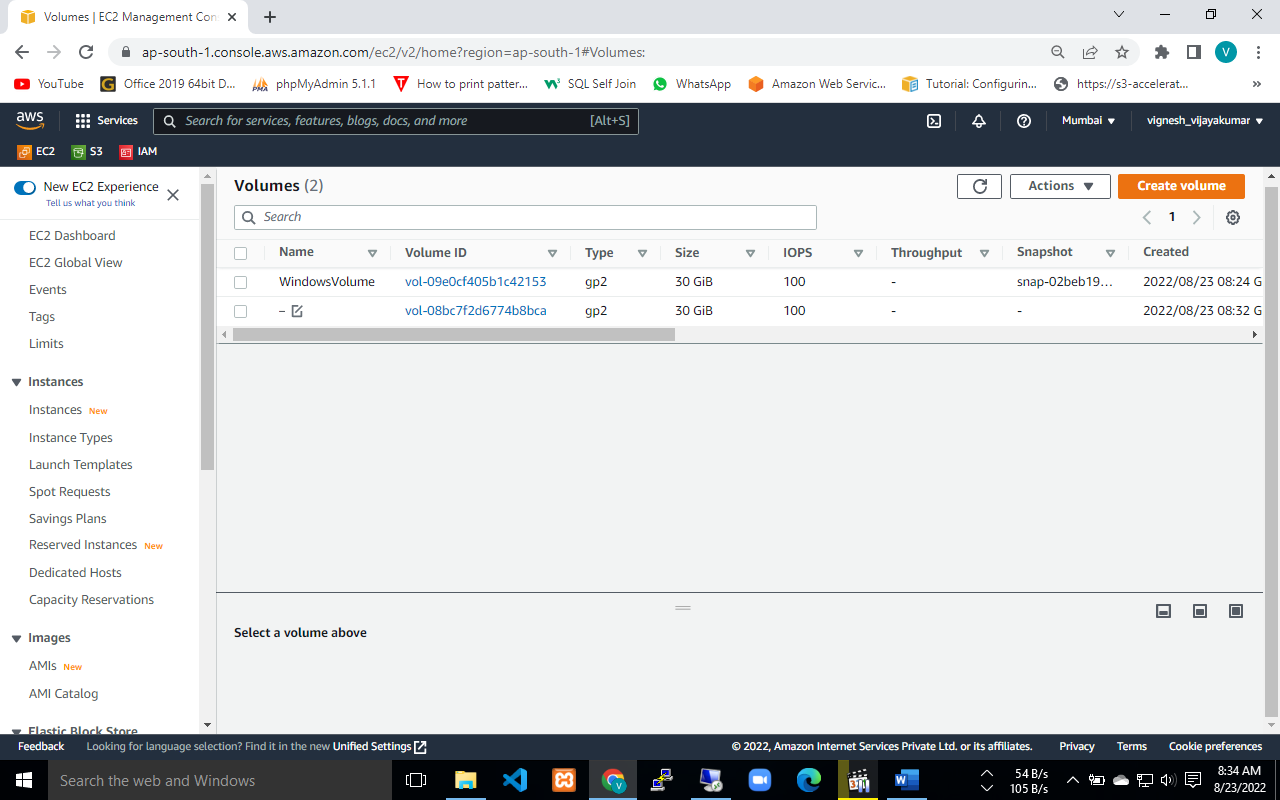 Volumes | EC2 Management Con
ap-south-1.console.aws.amazon.com/ec2/v2/home?region=ap-south-1#Volumes:
V
YouTube
Office 2019 64bit D...
phpMyAdmin 5.1.1
How to print patter...
SQL Self Join
WhatsApp
Amazon Web Servic...
Tutorial: Configurin...
https://s3-accelerat...
»
aws
Services
Search for services, features, blogs, docs, and more
[Alt+S]
Mumbai
vignesh_vijayakumar
EC2
S3
IAM
New EC2 Experience
Tell us what you think
EC2 Dashboard
EC2 Global View
Events
Tags
Limits
Instances
Instances New
Instance Types
Launch Templates
Spot Requests
Savings Plans
Reserved Instances New
Dedicated Hosts
Capacity Reservations
Images
AMIs New
AMI Catalog
Elastic Block Store
Volumes (2)
Actions
Create volume
Search
1
Name Volume ID Type Size IOPS Throughput Snapshot Created
WindowsVolume vol-09e0cf405b1c42153 gp2 30 GiB 100 - snap-02beb19... 2022/08/23 08:24 G
– vol-08bc7f2d6774b8bca gp2 30 GiB 100 - - 2022/08/23 08:32 G
Select a volume above
Feedback
Looking for language selection? Find it in the new Unified Settings
© 2022, Amazon Internet Services Private Ltd. or its affiliates.
Privacy
Terms
Cookie preferences
Search the web and Windows
54 B/s
105 B/s
8:34 AM
8/23/2022